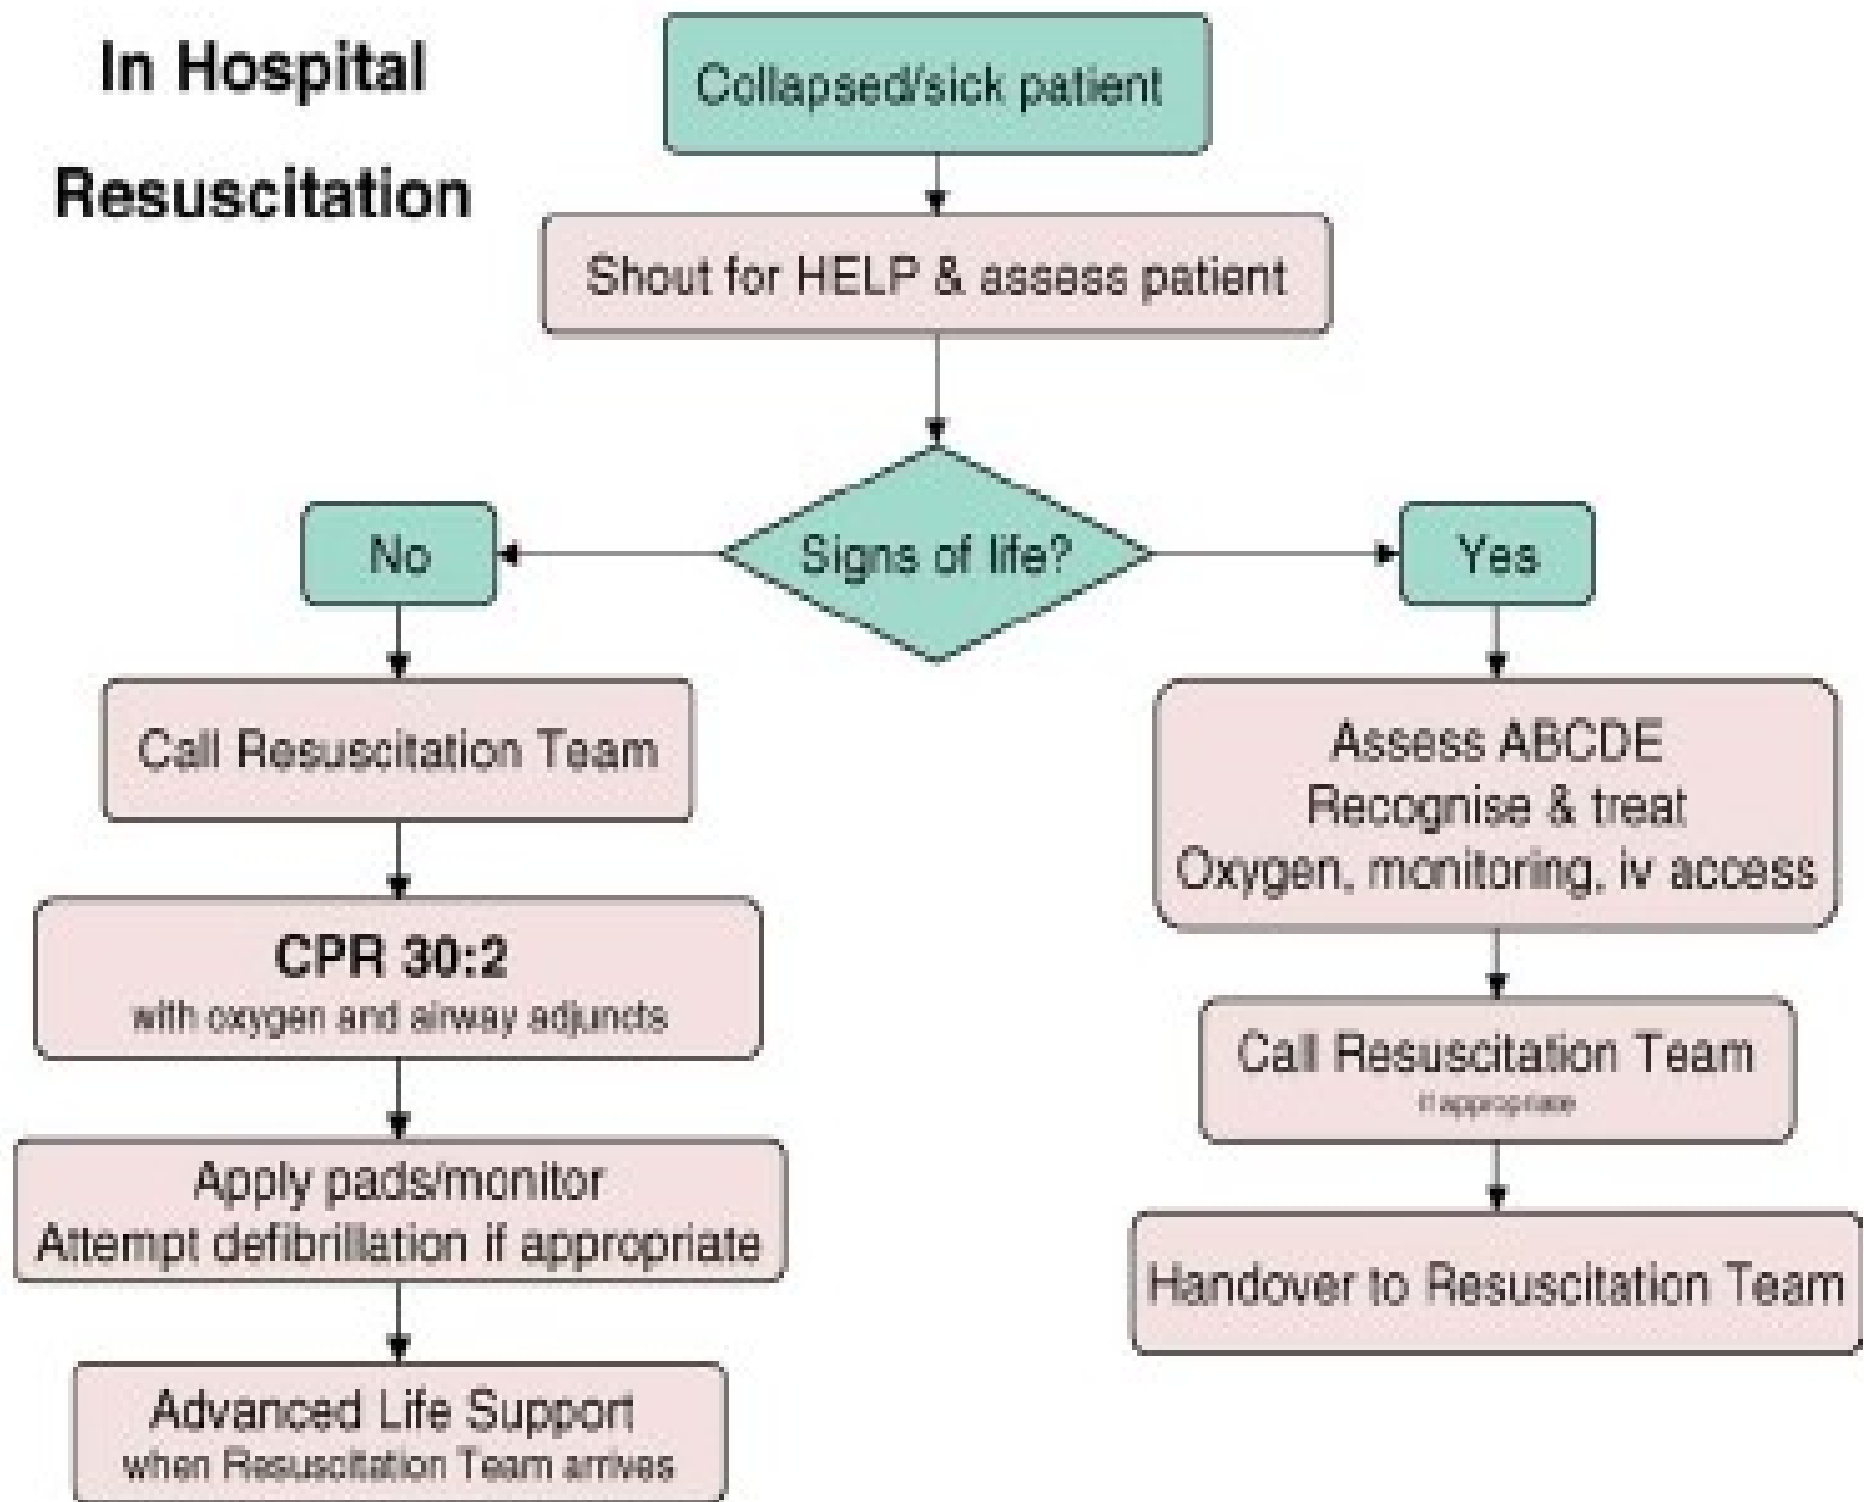 In Hospital
Resuscitation
Collapsed/sick patient
Shout for HELP & assess patient
Signs of life?
No
Yes
Call Resuscitation Team
CPR 30:2
with oxygen and airway adjuncts
Apply pads/monitor
Attempt defibrillation if appropriate
Advanced Life Support
when Resuscitation Team arrives
Assess ABCDE
Recognise & treat
Oxygen, monitoring, iv access
Call Resuscitation Team
if appropriate
Handover to Resuscitation Team